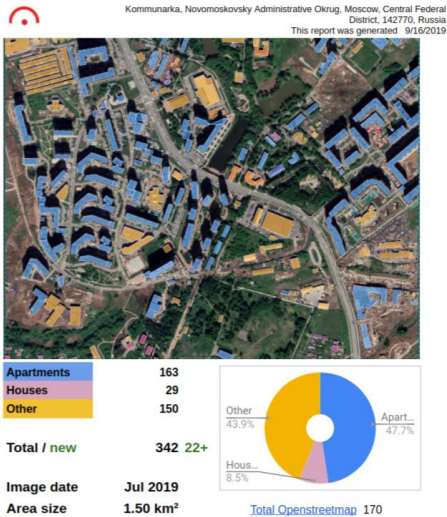 Kommunarka, Novomoskovsky Administrative Okrug, Moscow, Central Federal
District, 142770, Russia
This report was generated 9/16/2019
Apartments 163
Houses 29
Other 150
Total / new 342 22+
Image date Jul 2019
Area size 1.50 km²
Other
43.9%
Apart...
47.7%
Hous...
8.5%
Total Openstreetmap 170